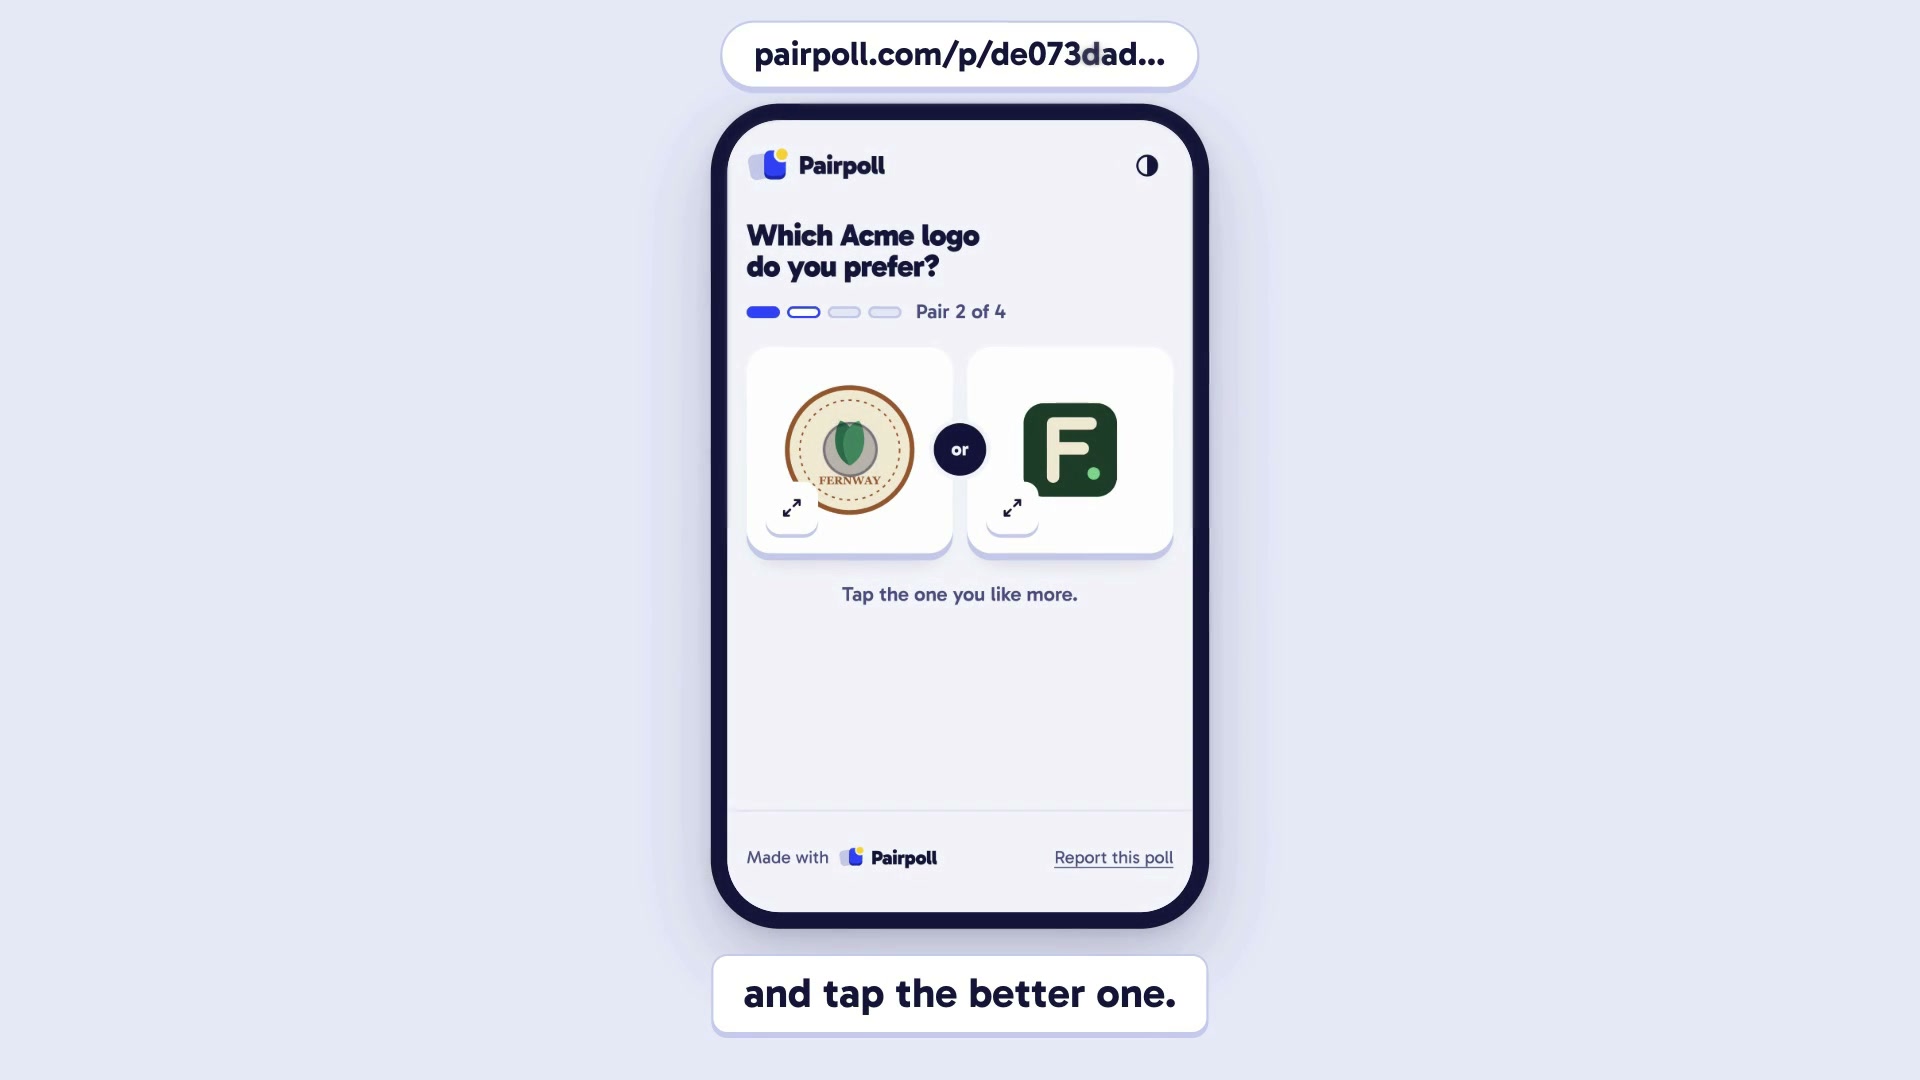 pairpoll.com/p/de073dad...
Pairpoll
Which Acme logo
do you prefer?
Pair 2 of 4
FERNWAY
or
F.
Tap the one you like more.
Made with Pairpoll
Report this poll
and tap the better one.